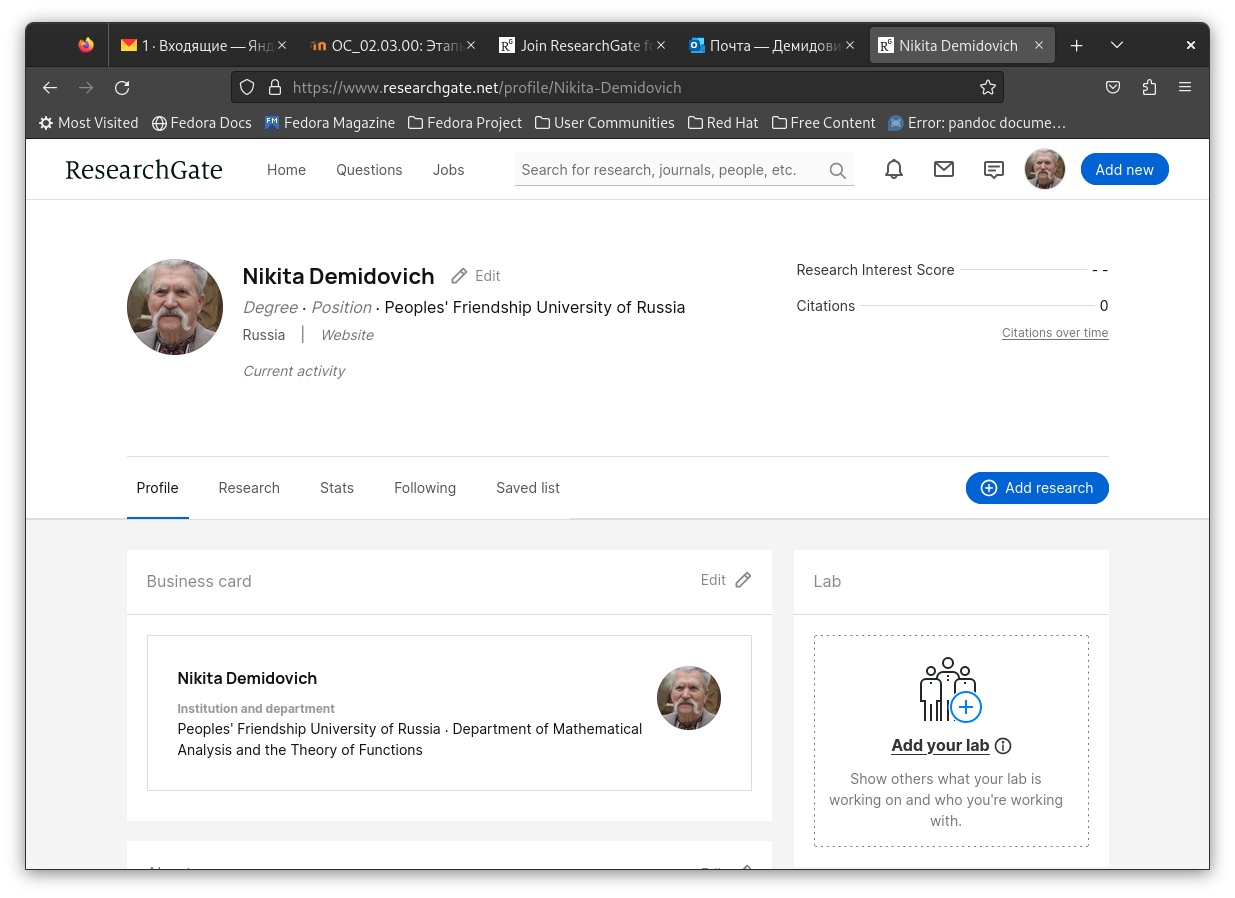 1 · Входящие — Янд
ОС_02.03.00: Этапы
Join ResearchGate fo
Почта — Демидови
Nikita Demidovich
https://www.researchgate.net/profile/Nikita-Demidovich
Most Visited Fedora Docs Fedora Magazine Fedora Project User Communities Red Hat Free Content Error: pandoc docume…
ResearchGate Home Questions Jobs Search for research, journals, people, etc. Add new
Nikita Demidovich Edit
Degree · Position · Peoples' Friendship University of Russia
Russia | Website
Current activity
Research Interest Score - -
Citations 0
Citations over time
Profile Research Stats Following Saved list Add research
Business card Edit
Nikita Demidovich
Institution and department
Peoples' Friendship University of Russia · Department of Mathematical
Analysis and the Theory of Functions
Lab
Add your lab
Show others what your lab is
working on and who you're working
with.